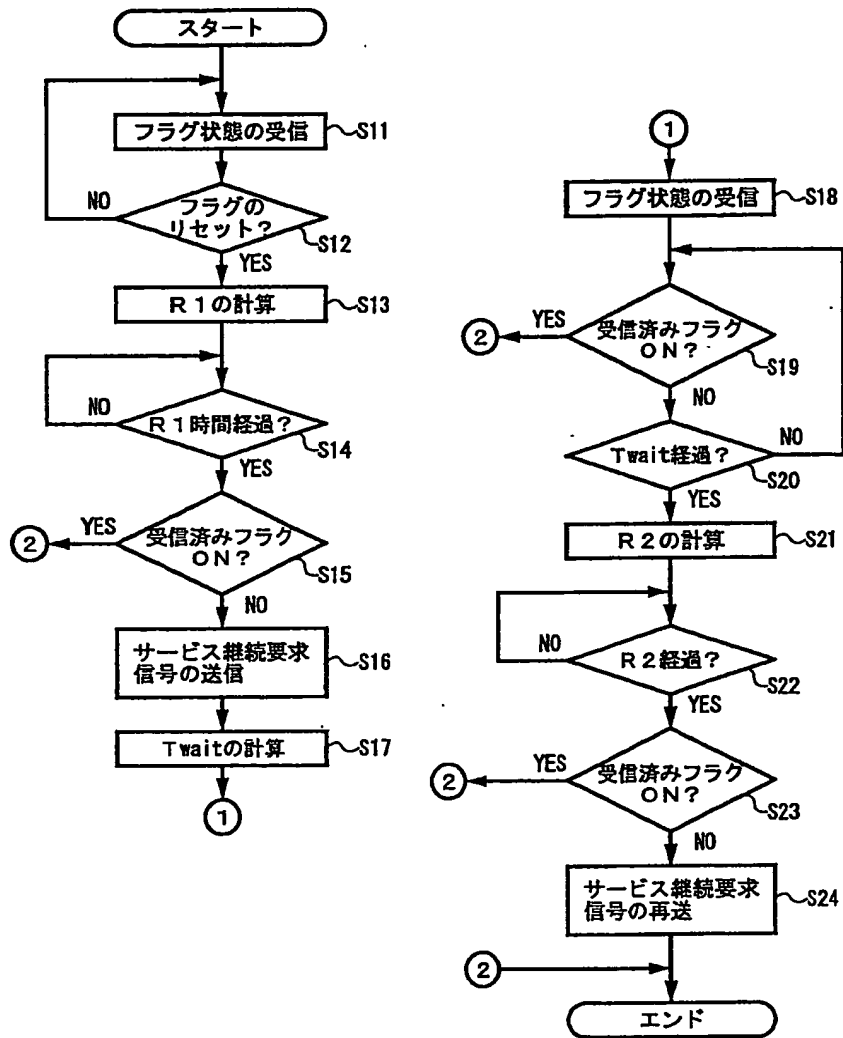 スタート
フラグ状態の受信
S11
フラグの
リセット?
S12
NO
YES
R1の計算
S13
R1時間経過?
S14
NO
YES
受信済みフラグ
ON?
S15
YES
②
NO
サービス継続要求
信号の送信
S16
Twaitの計算
S17
①
①
フラグ状態の受信
S18
受信済みフラグ
ON?
S19
YES
②
NO
Twait経過?
S20
NO
YES
R2の計算
S21
R2経過?
S22
NO
YES
受信済みフラグ
ON?
S23
YES
②
NO
サービス継続要求
信号の再送
S24
②
エンド